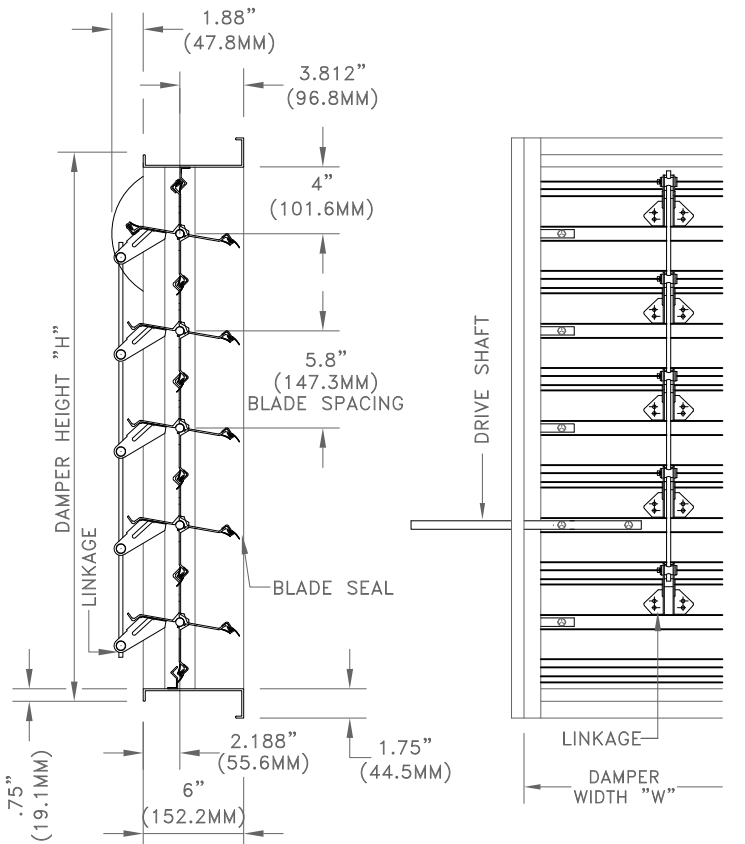 1.88"
(47.8MM)
3.812"
(96.8MM)
4"
(101.6MM)
5.8"
(147.3MM)
BLADE SPACING
DAMPER HEIGHT "H"
LINKAGE
BLADE SEAL
DRIVE SHAFT
2.188"
(55.6MM)
6"
(152.2MM)
1.75"
(44.5MM)
.75"
(19.1MM)
LINKAGE
DAMPER
WIDTH "W"